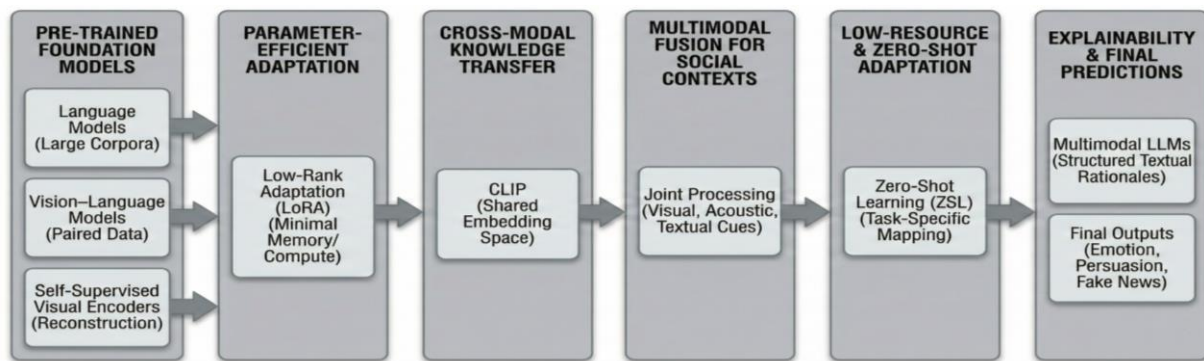 PRE-TRAINED
FOUNDATION
MODELS
Language
Models
(Large Corpora)
Vision–Language
Models
(Paired Data)
Self-Supervised
Visual Encoders
(Reconstruction)
PARAMETER-
EFFICIENT
ADAPTATION
Low-Rank
Adaptation
(LoRA)
(Minimal
Memory/
Compute)
CROSS-MODAL
KNOWLEDGE
TRANSFER
CLIP
(Shared
Embedding
Space)
MULTIMODAL
FUSION FOR
SOCIAL
CONTEXTS
Joint Processing
(Visual, Acoustic,
Textual Cues)
LOW-RESOURCE
& ZERO-SHOT
ADAPTATION
Zero-Shot
Learning (ZSL)
(Task-Specific
Mapping)
EXPLAINABILITY
& FINAL
PREDICTIONS
Multimodal LLMs
(Structured Textual
Rationales)
Final Outputs
(Emotion,
Persuasion,
Fake News)